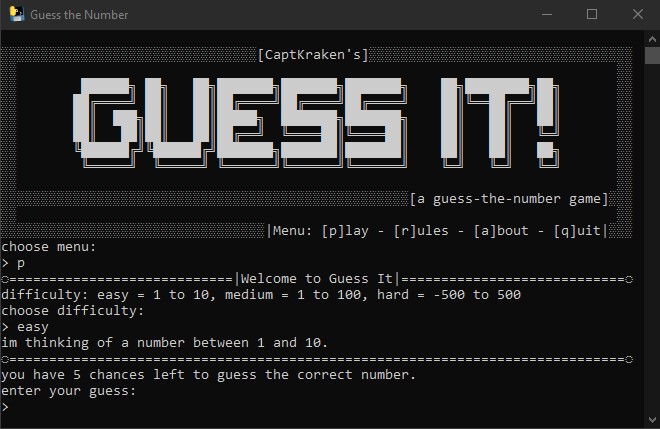 Guess the Number
[CaptKraken's]
GUESS IT!
[a guess-the-number game]
|Menu: [p]lay - [r]ules - [a]bout - [q]uit|
choose menu:
> p
◌===========================|Welcome to Guess It|===========================◌
difficulty: easy = 1 to 10, medium = 1 to 100, hard = -500 to 500
choose difficulty:
> easy
im thinking of a number between 1 and 10.
◌===========================================================================◌
you have 5 chances left to guess the correct number.
enter your guess:
>